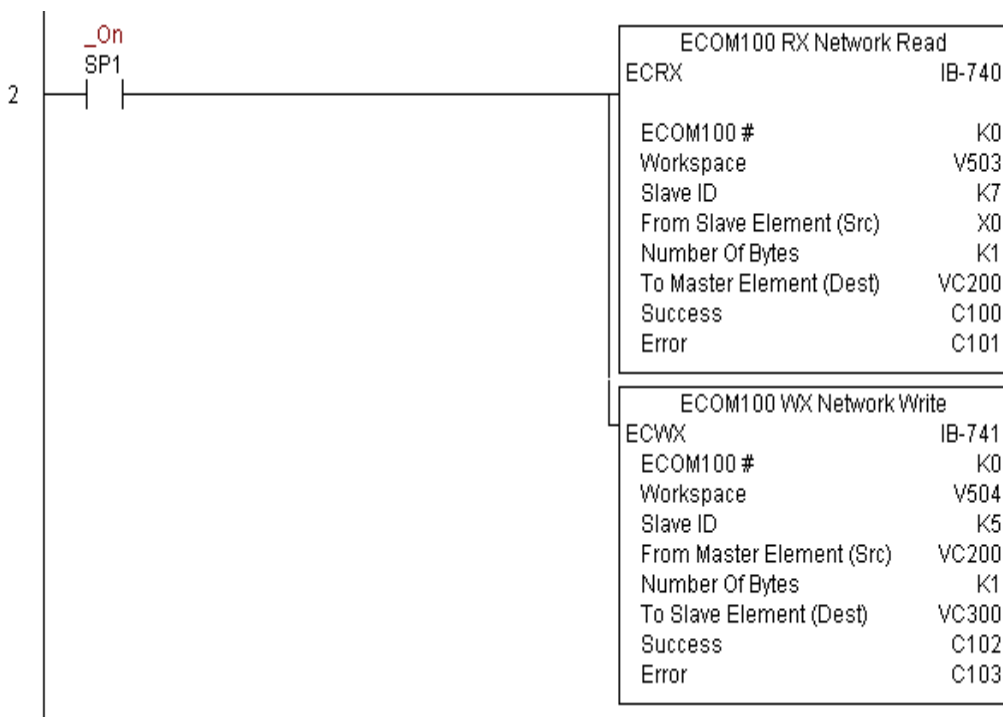 _On
SP1
2
ECOM100 RX Network Read
ECRX IB-740
ECOM100 # K0
Workspace V503
Slave ID K7
From Slave Element (Src) X0
Number Of Bytes K1
To Master Element (Dest) VC200
Success C100
Error C101
ECOM100 WX Network Write
ECWX IB-741
ECOM100 # K0
Workspace V504
Slave ID K5
From Master Element (Src) VC200
Number Of Bytes K1
To Slave Element (Dest) VC300
Success C102
Error C103